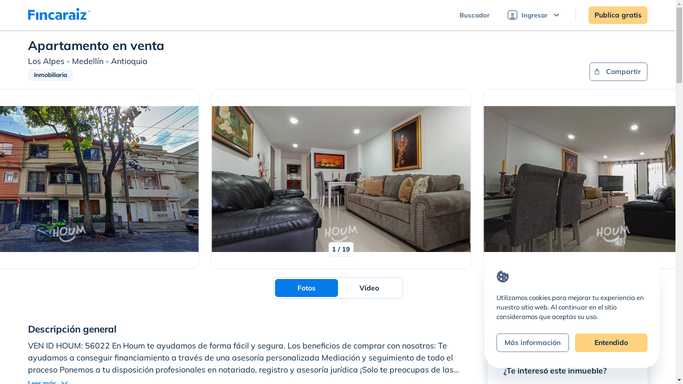 Fincaraiz
Buscador
Ingresar
Publica gratis
Apartamento en venta
Los Alpes - Medellín - Antioquia
Inmobiliaria
Compartir
HOUM
HOUM
HOUM
1 / 19
Fotos
Video
Utilizamos cookies para mejorar tu experiencia en
nuestro sitio web. Al continuar en el sitio
consideramos que aceptas su uso.
Más información
Entendido
Descripción general
VEN ID HOUM: 56022 En Houm te ayudamos de forma fácil y segura. Los beneficios de comprar con nosotros: Te
ayudamos a conseguir financiamiento a través de una asesoría personalizada Mediación y seguimiento de todo el
proceso Ponemos a tu disposición profesionales en notariado, registro y asesoría jurídica ¡Solo te preocupas de las...
Leer más
¿Te interesó este inmueble?